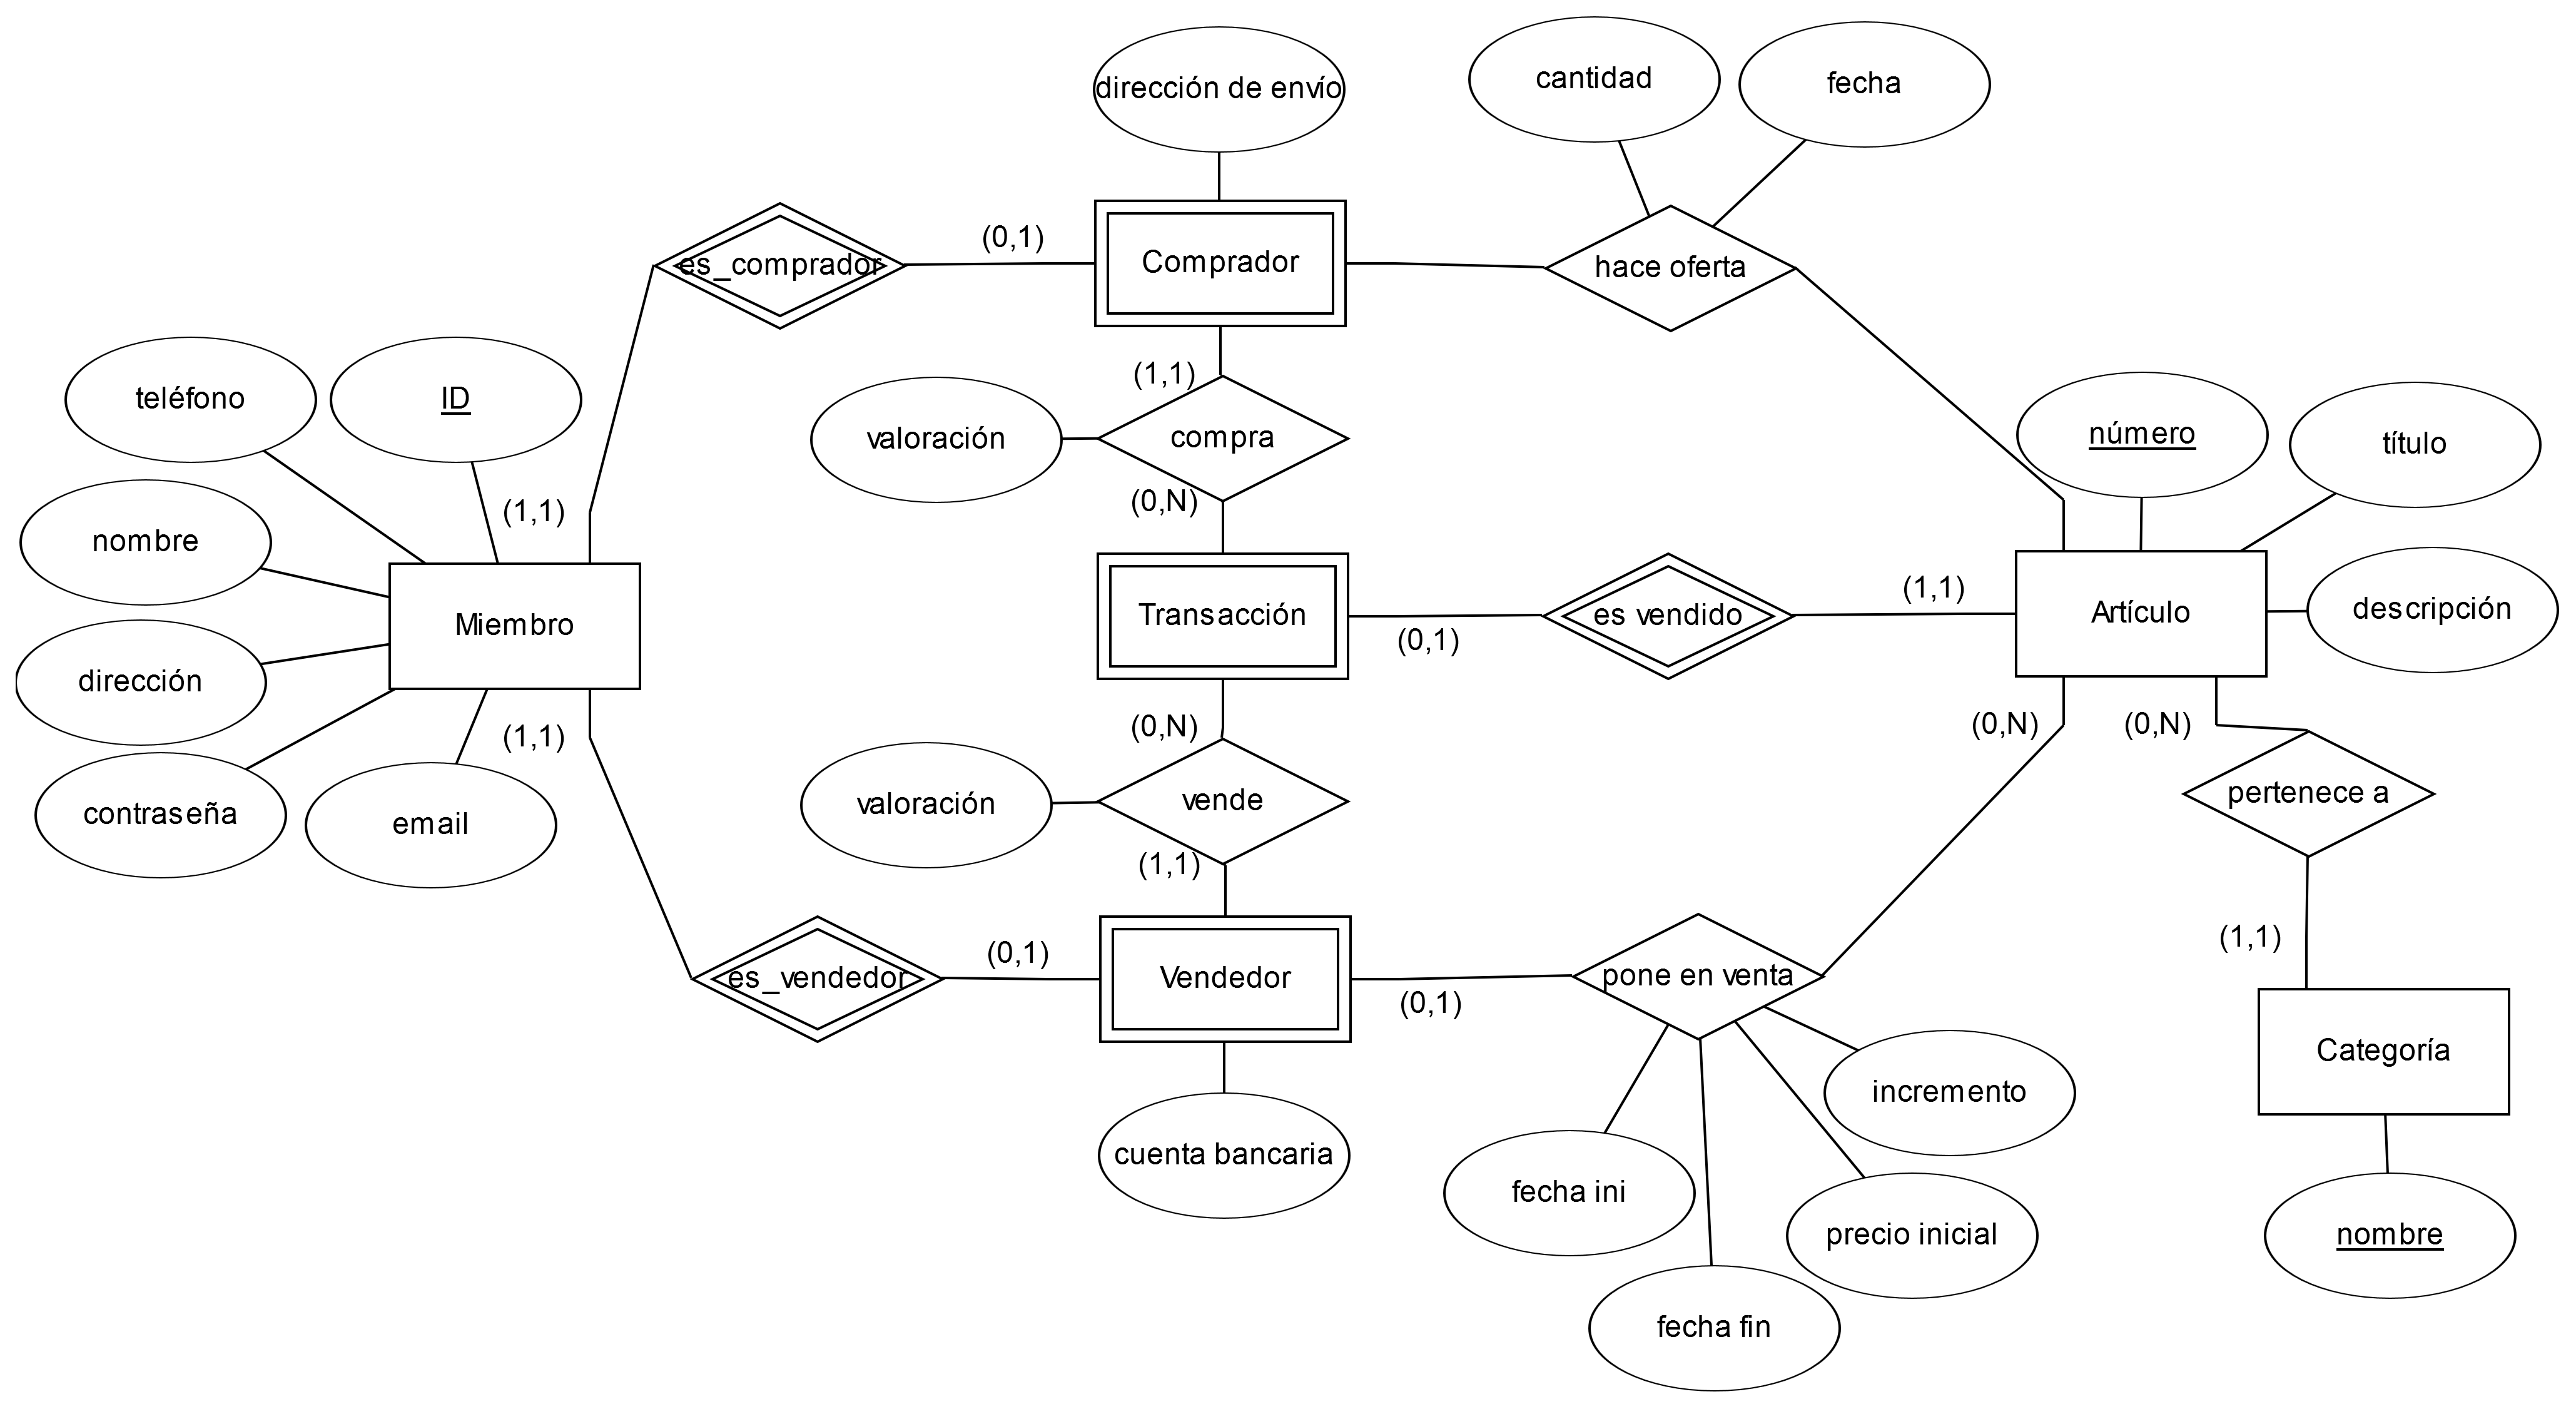 cantidad
fecha
dirección de envío
(0,1)
es_comprador
Comprador
hace oferta
(1,1)
teléfono
ID
valoración
compra
número
título
(0,N)
(1,1)
nombre
Miembro
Transacción
es vendido
(1,1)
Artículo
descripción
(0,1)
dirección
(1,1)
(0,N)
(0,N)
(0,N)
contraseña
email
valoración
vende
pertenece a
(1,1)
(0,1)
(1,1)
es_vendedor
Vendedor
pone en venta
(0,1)
Categoría
incremento
cuenta bancaria
fecha ini
precio inicial
nombre
fecha fin